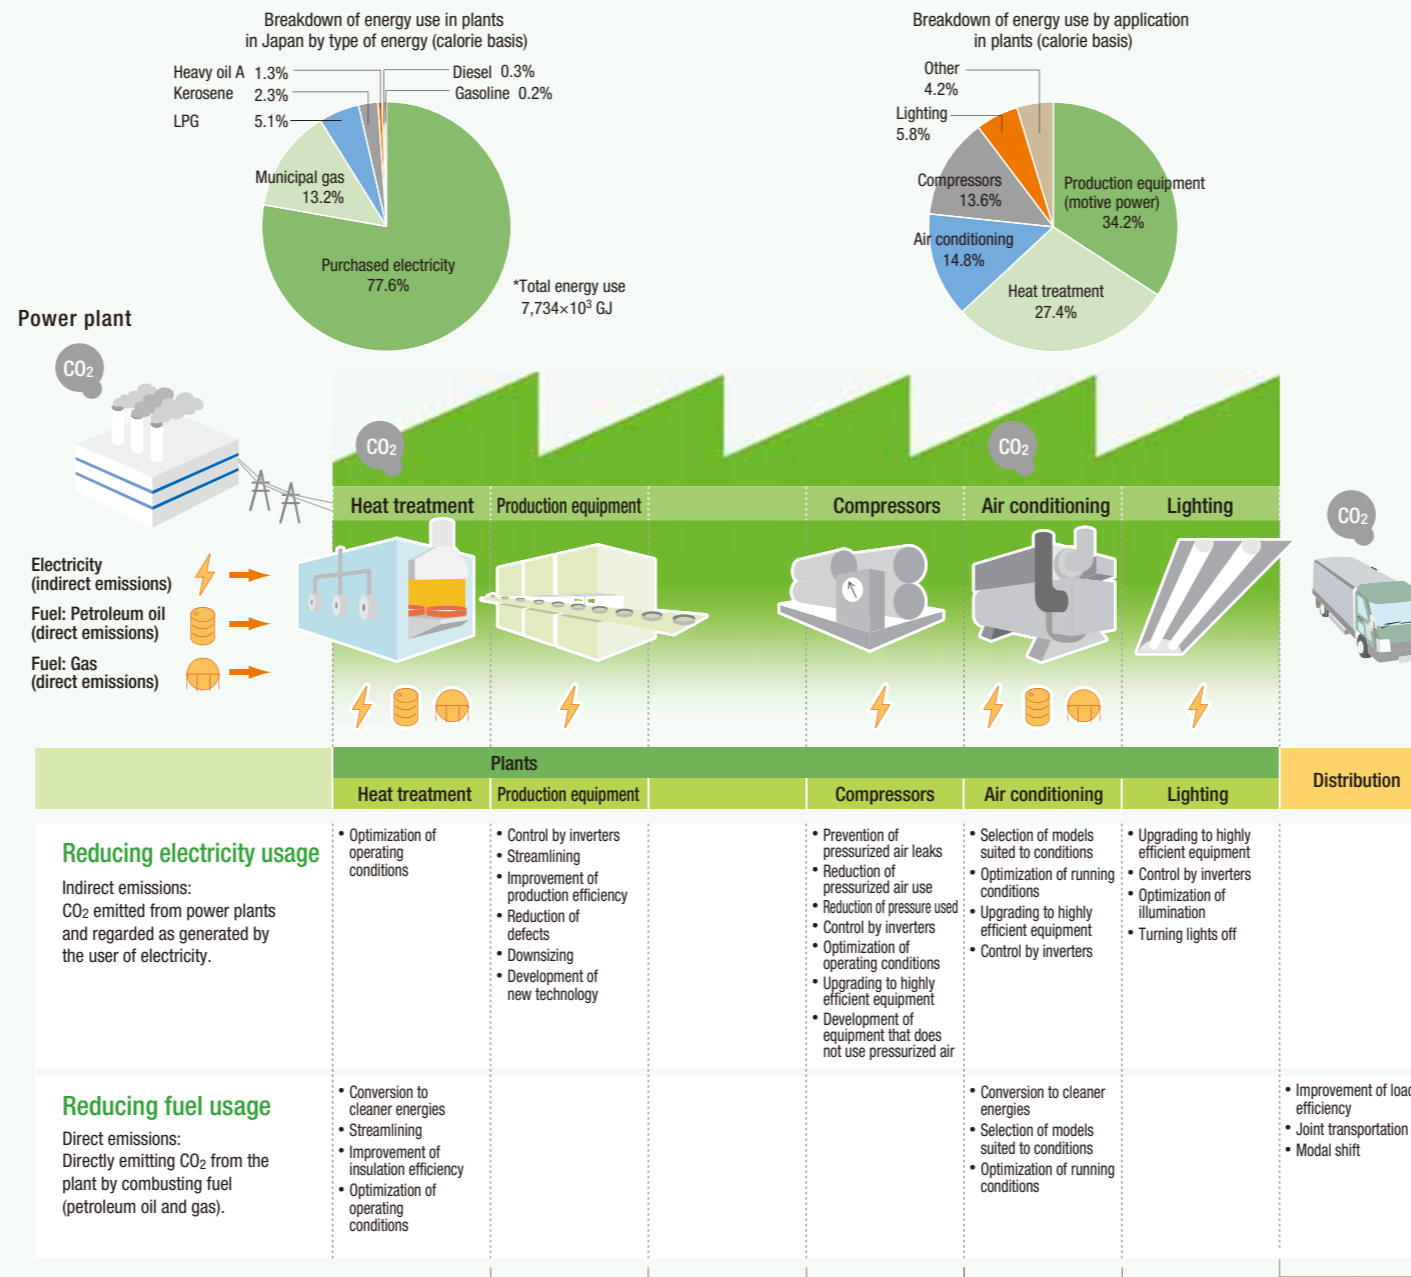 Breakdown of energy use in plants
in Japan by type of energy (calorie basis)
Heavy oil A 1.3%
Kerosene 2.3%
LPG 5.1%
Diesel 0.3%
Gasoline 0.2%
Municipal gas
13.2%
Purchased electricity
77.6%
*Total energy use
7,734×10³ GJ
Breakdown of energy use by application
in plants (calorie basis)
Other
4.2%
Lighting
5.8%
Compressors
13.6%
Air conditioning
14.8%
Production equipment
(motive power)
34.2%
Heat treatment
27.4%
Power plant
CO₂
CO₂
CO₂
CO₂
Heat treatment
Production equipment
Compressors
Air conditioning
Lighting
Electricity
(indirect emissions)
Fuel: Petroleum oil
(direct emissions)
Fuel: Gas
(direct emissions)
Plants
Heat treatment
Production equipment
Compressors
Air conditioning
Lighting
Distribution
Reducing electricity usage
Indirect emissions:
CO₂ emitted from power plants
and regarded as generated by
the user of electricity.
• Optimization of
operating
conditions
• Control by inverters
• Streamlining
• Improvement of
production efficiency
• Reduction of
defects
• Downsizing
• Development of
new technology
• Prevention of
pressurized air leaks
• Reduction of
pressurized air use
• Reduction of pressure used
• Control by inverters
• Optimization of
operating conditions
• Upgrading to highly
efficient equipment
• Development of
equipment that does
not use pressurized air
• Selection of models
suited to conditions
• Optimization of running
conditions
• Upgrading to highly
efficient equipment
• Control by inverters
• Upgrading to highly
efficient equipment
• Control by inverters
• Optimization of
illumination
• Turning lights off
Reducing fuel usage
Direct emissions:
Directly emitting CO₂ from the
plant by combusting fuel
(petroleum oil and gas).
• Conversion to
cleaner energies
• Streamlining
• Improvement of
insulation efficiency
• Optimization of
operating
conditions
• Conversion to cleaner
energies
• Selection of models
suited to conditions
• Optimization of running
conditions
• Improvement of
efficiency
• Joint transportation
• Modal shift